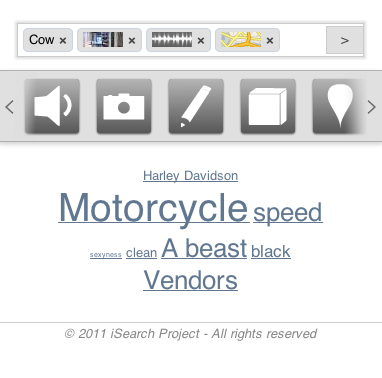 Cow × × × × >
Harley Davidson
Motorcycle speed
sexyness clean A beast black
Vendors
© 2011 iSearch Project - All rights reserved